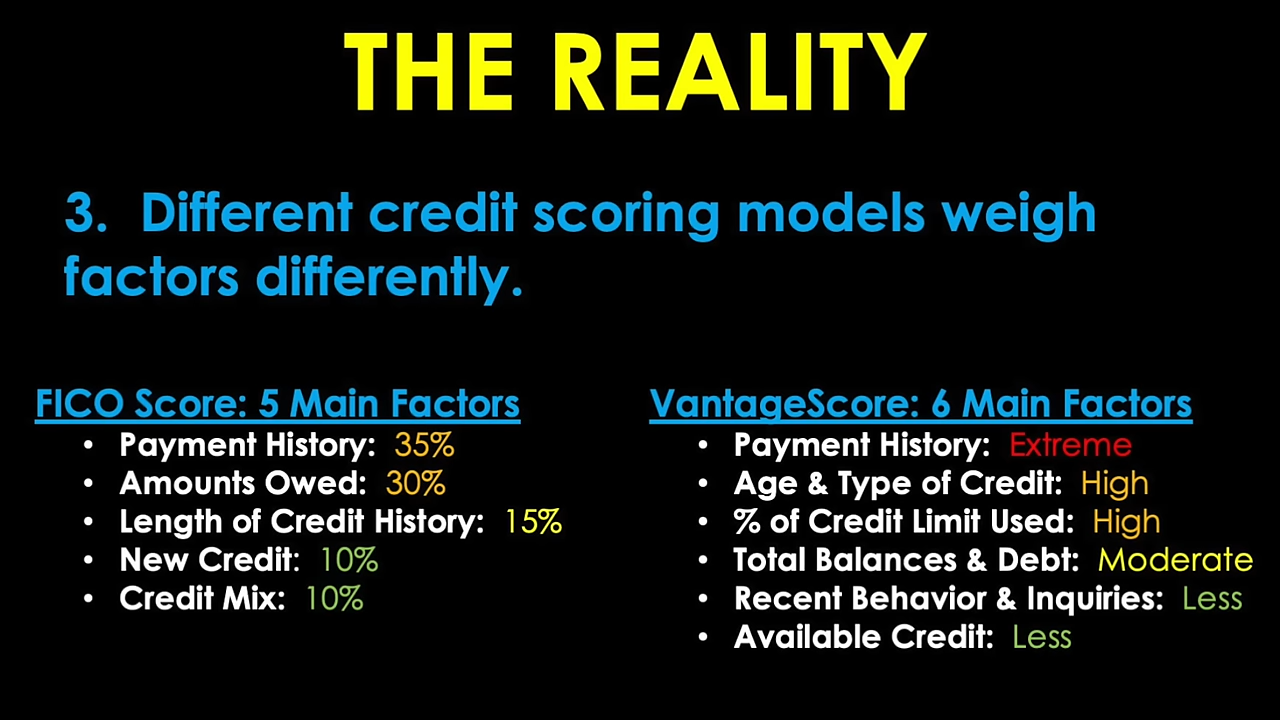 THE REALITY
3. Different credit scoring models weigh
factors differently.
FICO Score: 5 Main Factors
• Payment History: 35%
• Amounts Owed: 30%
• Length of Credit History: 15%
• New Credit: 10%
• Credit Mix: 10%
VantageScore: 6 Main Factors
• Payment History: Extreme
• Age & Type of Credit: High
• % of Credit Limit Used: High
• Total Balances & Debt: Moderate
• Recent Behavior & Inquiries: Less
• Available Credit: Less